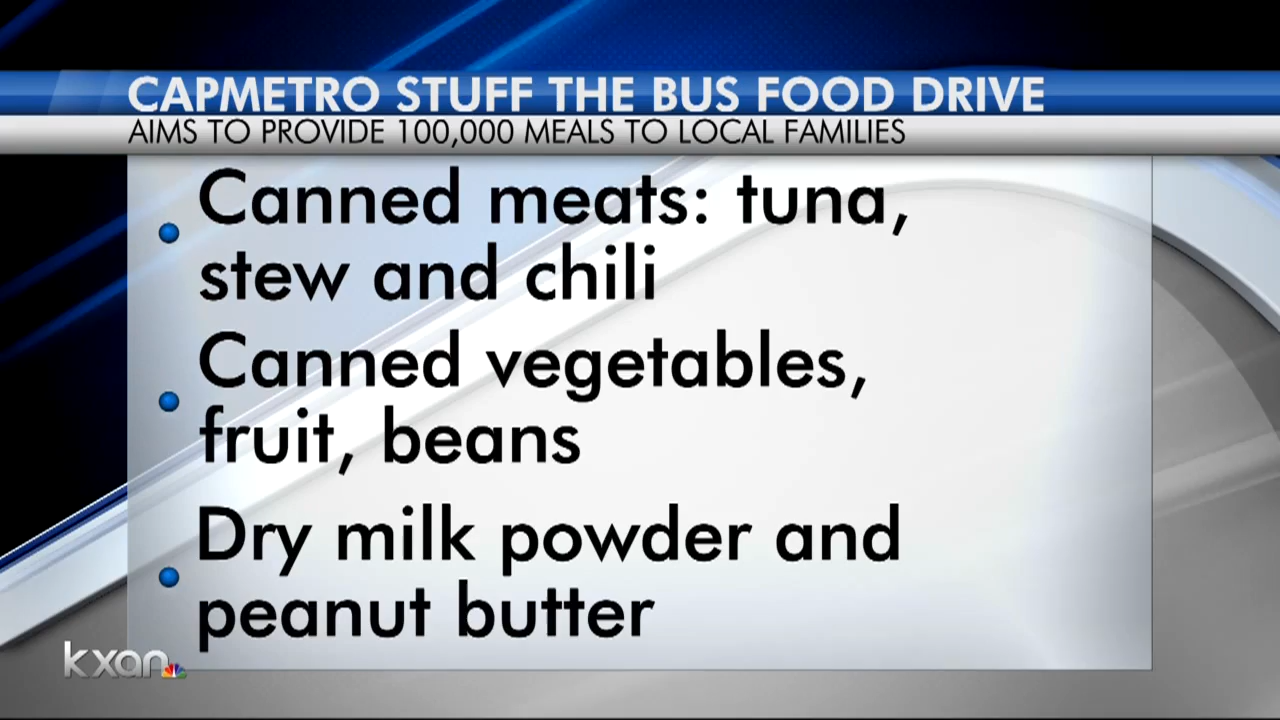 CAPMETRO STUFF THE BUS FOOD DRIVE
AIMS TO PROVIDE 100,000 MEALS TO LOCAL FAMILIES
Canned meats: tuna,
stew and chili
Canned vegetables,
fruit, beans
Dry milk powder and
peanut butter
kxan